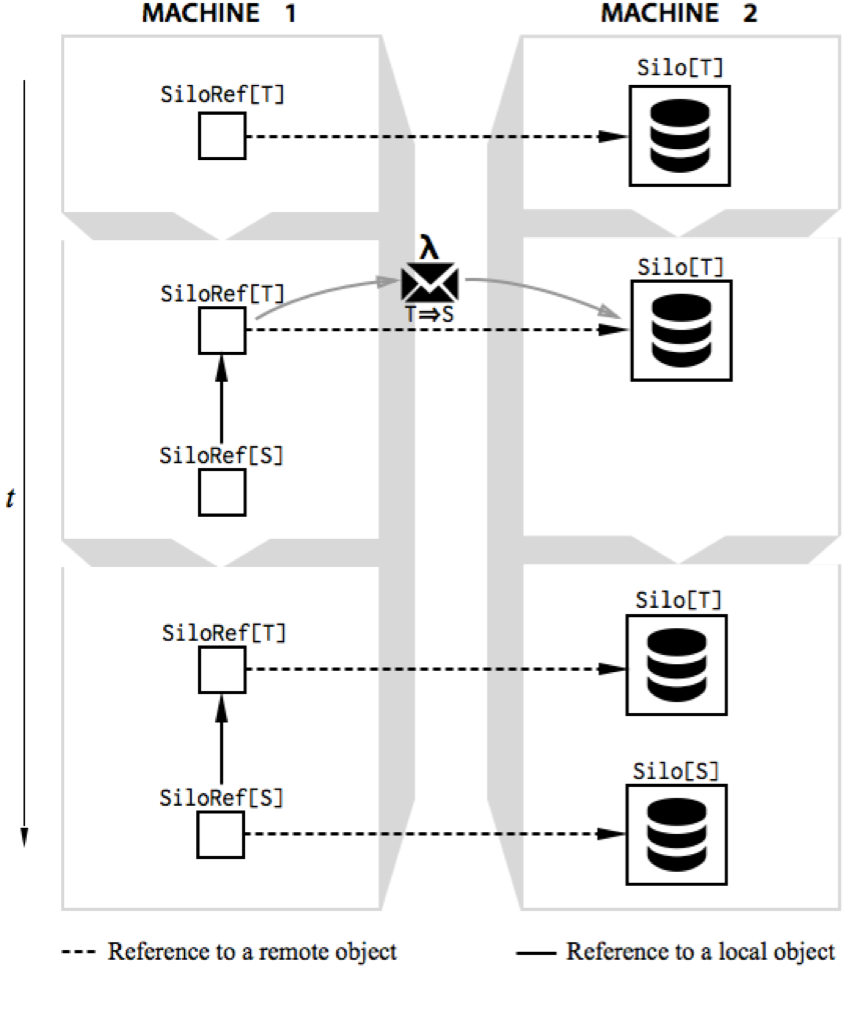 MACHINE 1
MACHINE 2
SiloRef[T]
Silo[T]
λ
SiloRef[T]
Silo[T]
T⇒S
SiloRef[S]
t
SiloRef[T]
Silo[T]
SiloRef[S]
Silo[S]
Reference to a remote object
Reference to a local object